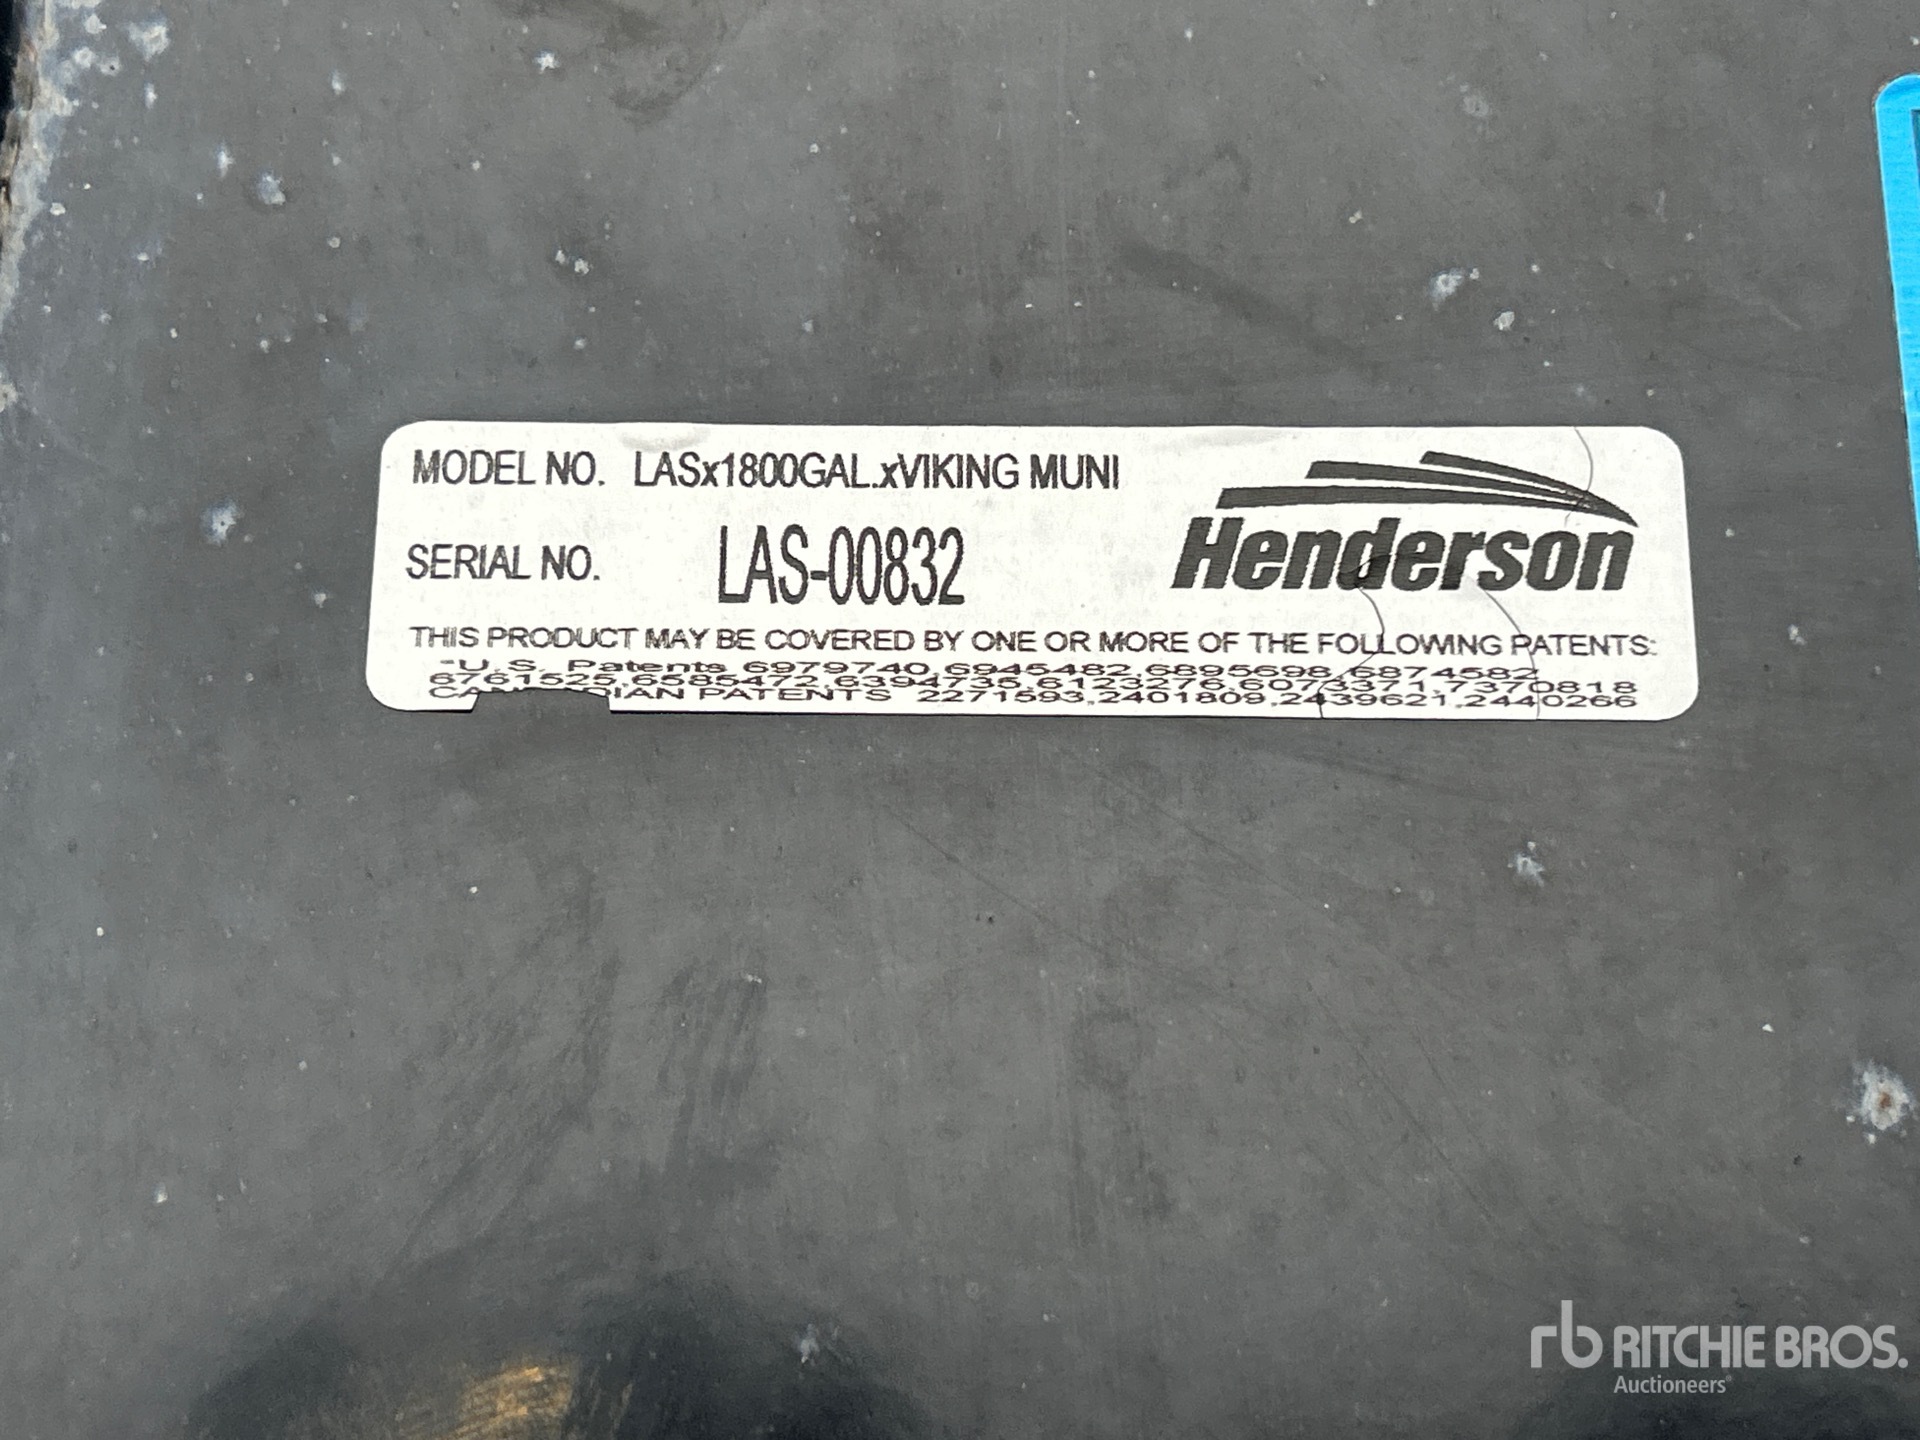 MODEL NO. LASx1800GAL.xVIKING MUNI
Henderson
SERIAL NO. LAS-00832
THIS PRODUCT MAY BE COVERED BY ONE OR MORE OF THE FOLLOWING PATENTS:
-U.S. Patents 6979740,6945482,6895698,6874582
6761525,6585472,6394735,6123276,6073371,7370818
PATENTS 2271593,2401809,2439621,2440266
rb RITCHIE BROS.
Auctioneers